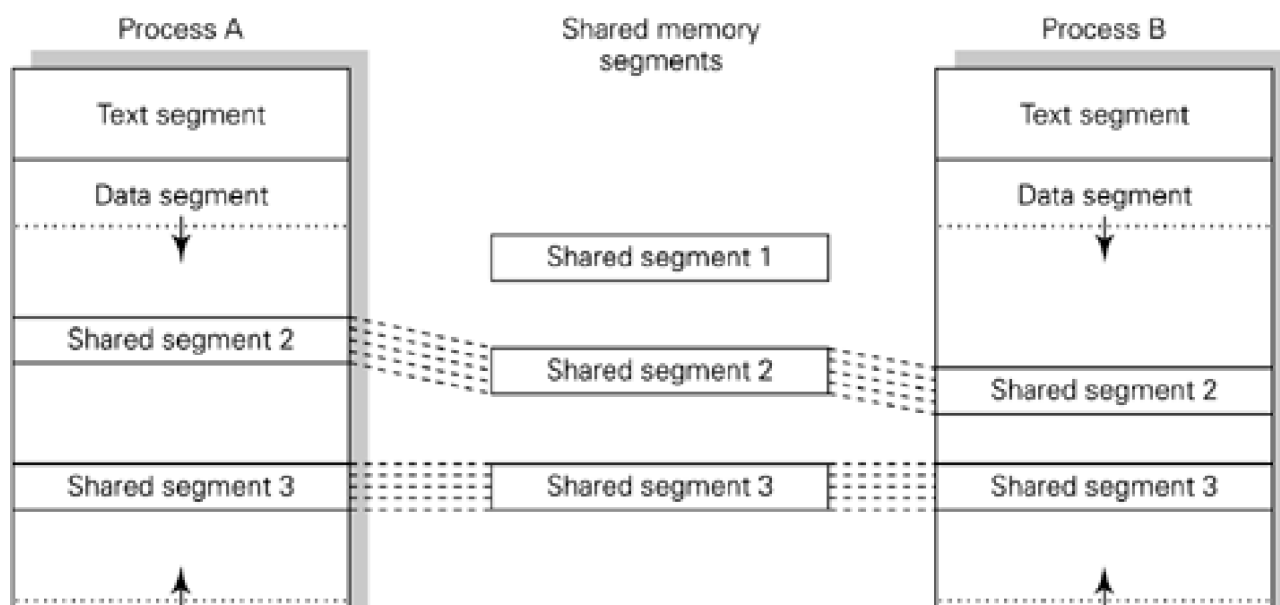 Process A
Shared memory
segments
Process B
Text segment
Text segment
Data segment
Data segment
Shared segment 1
Shared segment 2
Shared segment 2
Shared segment 2
Shared segment 3
Shared segment 3
Shared segment 3